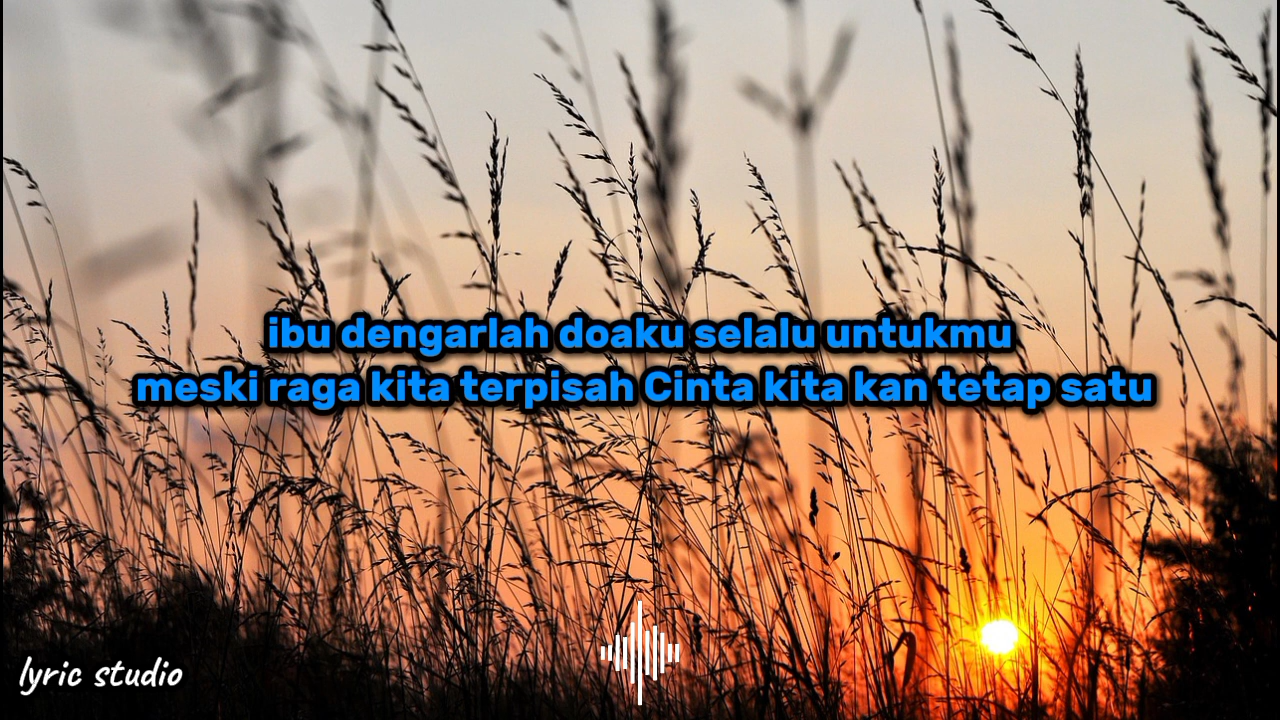 ibu dengarlah doaku selalu untukmu
meski raga kita terpisah Cinta kita kan tetap satu
lyric studio